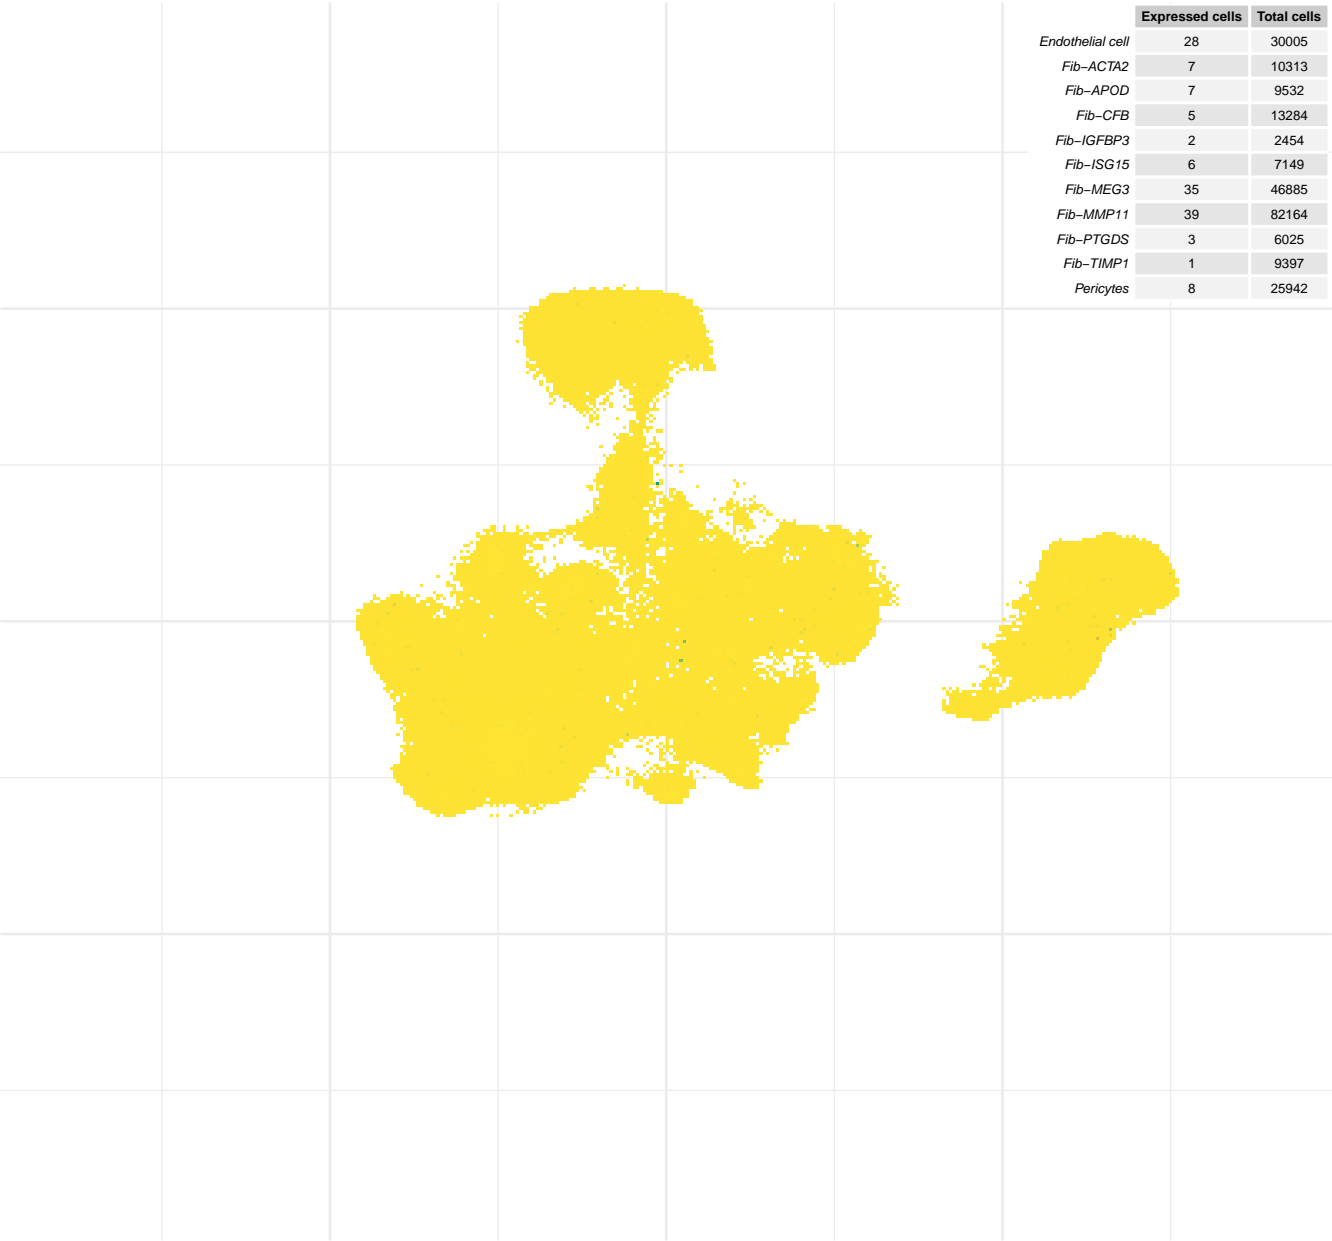 Expressed cells Total cells
Endothelial cell 28 30005
Fib−ACTA2 7 10313
Fib−APOD 7 9532
Fib−CFB 5 13284
Fib−IGFBP3 2 2454
Fib−ISG15 6 7149
Fib−MEG3 35 46885
Fib−MMP11 39 82164
Fib−PTGDS 3 6025
Fib−TIMP1 1 9397
Pericytes 8 25942